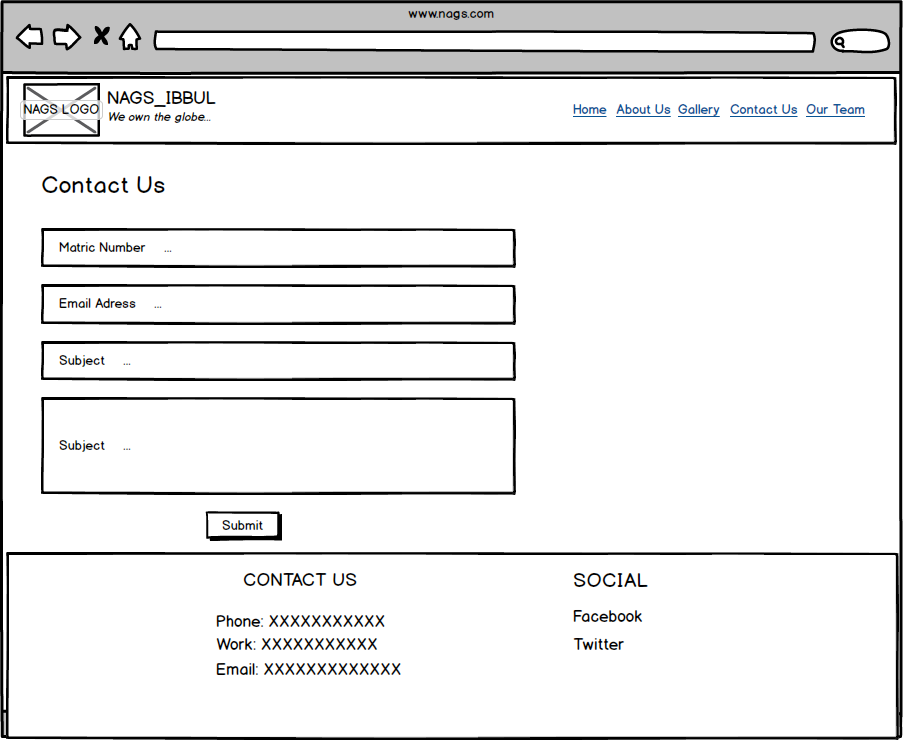 www.nags.com
NAGS LOGO
NAGS_IBBUL
We own the globe...
Home About Us Gallery Contact Us Our Team
Contact Us
Matric Number ...
Email Adress ...
Subject ...
Subject ...
Submit
CONTACT US
Phone: XXXXXXXXXXX
Work: XXXXXXXXXXX
Email: XXXXXXXXXXXXX
SOCIAL
Facebook
Twitter